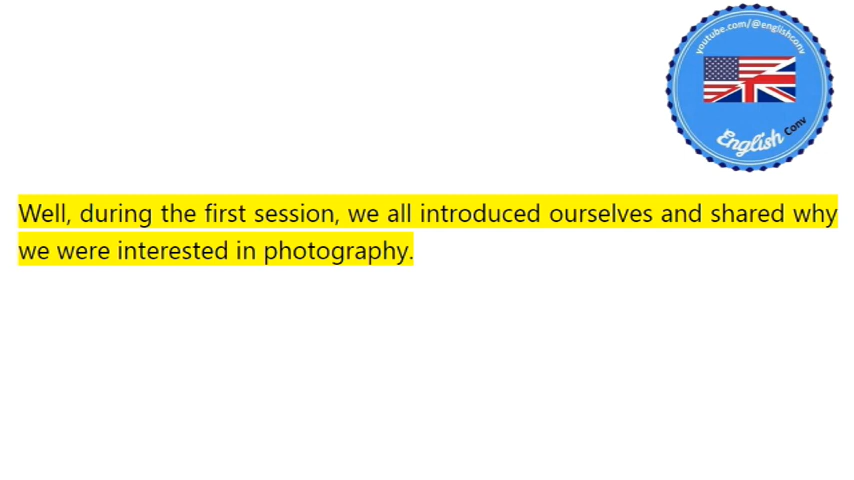 youtube.com/@englishconv
English Conv
Well, during the first session, we all introduced ourselves and shared why
we were interested in photography.